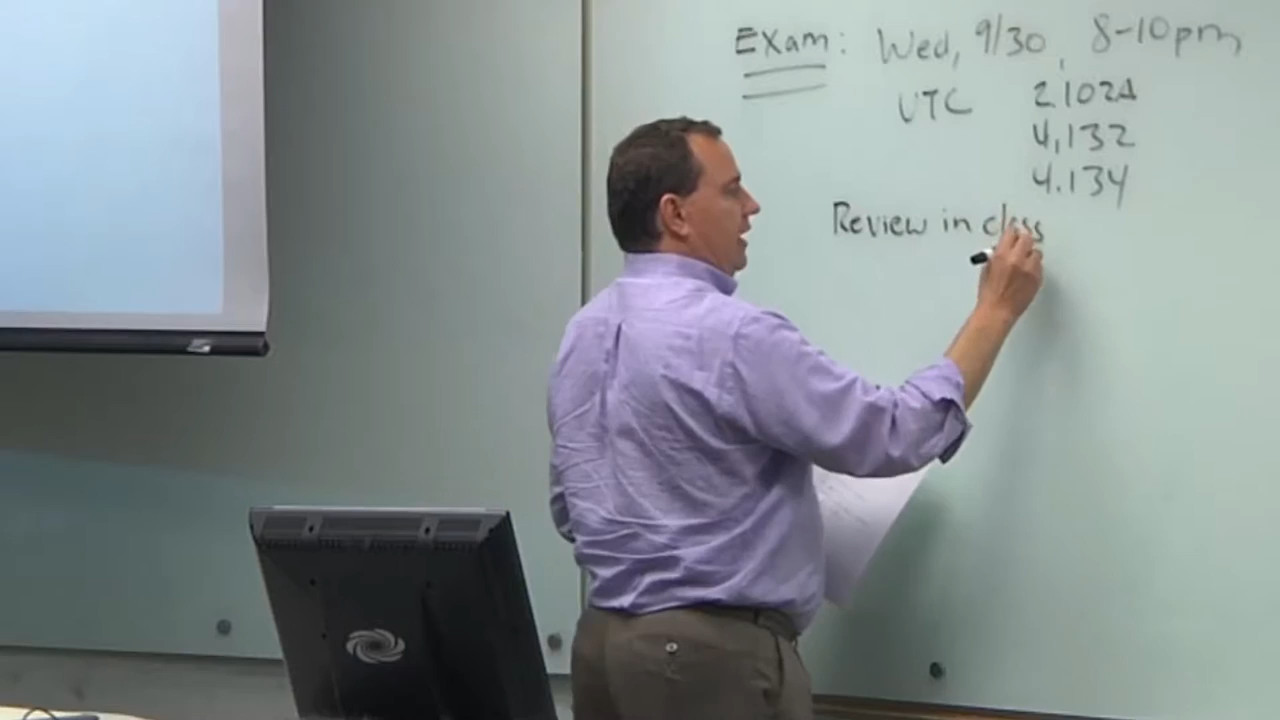 Exam: Wed, 9/30, 8-10pm
UTC 2.102A
4.132
4.134
Review in class